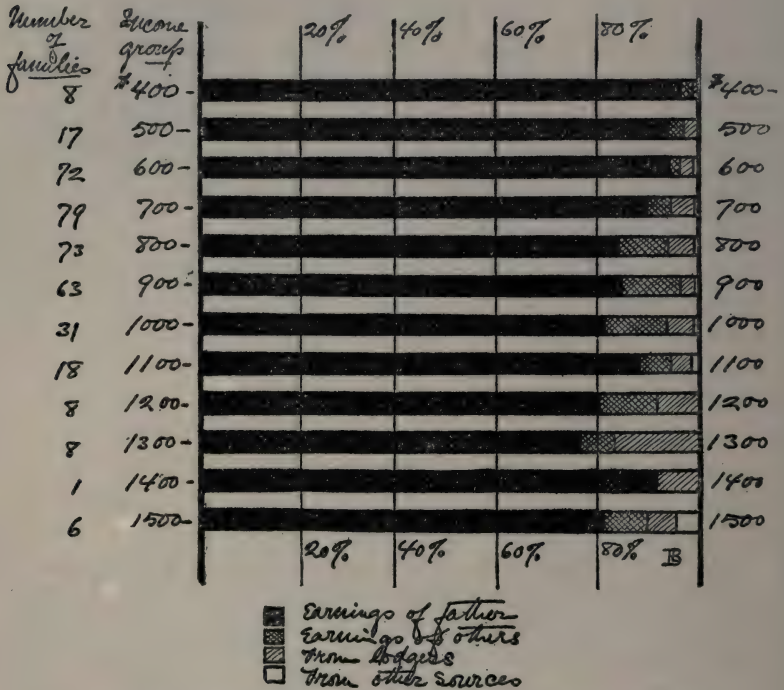 Number of families
Income group
20% 40% 60% 80%
8 $400- $400-
17 500- 500
72 600- 600
79 700- 700
73 800- 800
63 900- 900
31 1000- 1000
18 1100- 1100
8 1200- 1200
8 1300- 1300
1 1400- 1400
6 1500- 1500
20% 40% 60% 80% B
Earnings of father
Earnings of others
From lodgers
From other sources